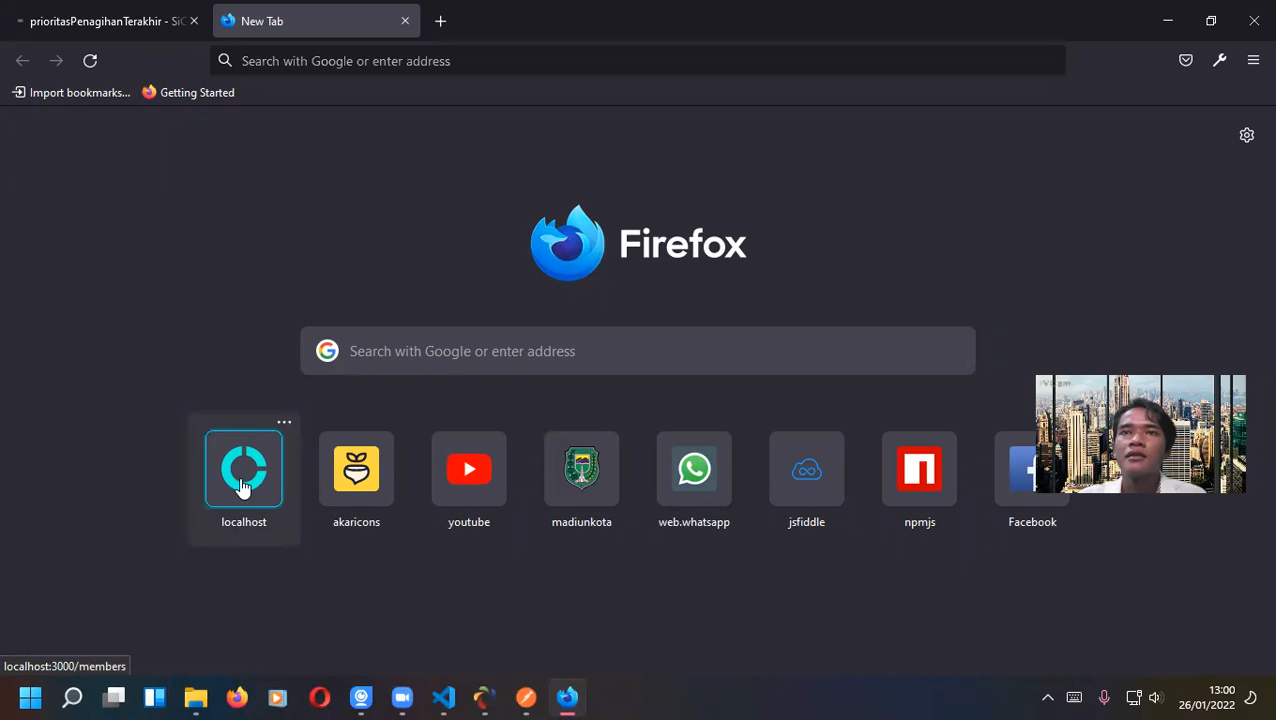 prioritasPenagihanTerakhir - SiC
New Tab
Search with Google or enter address
Import bookmarks...
Getting Started
Firefox
Search with Google or enter address
localhost
akaricons
youtube
madiunkota
web.whatsapp
jsfiddle
npmjs
Facebook
localhost:3000/members
13:00
26/01/2022